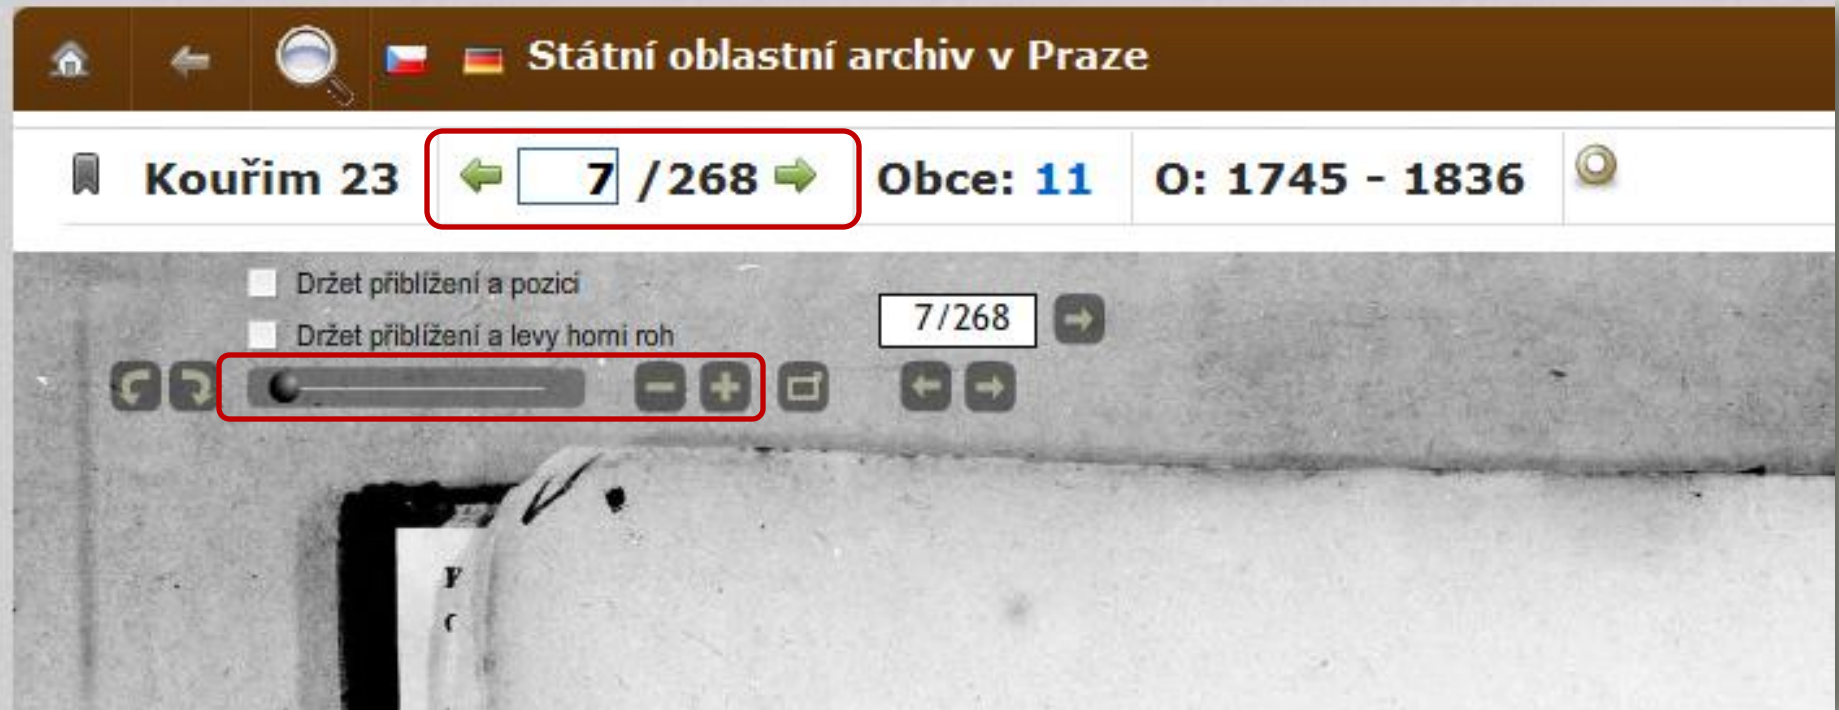 Státní oblastní archiv v Praze
Kouřim 23 7 /268 Obce: 11 O: 1745 - 1836
Držet přiblížení a pozici
Držet přiblížení a levy horni roh
7/268